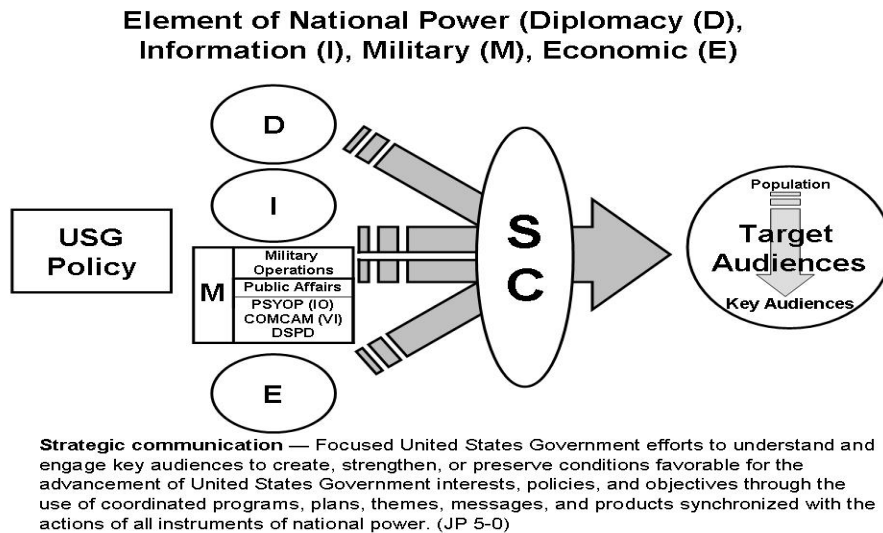 Element of National Power (Diplomacy (D),
Information (I), Military (M), Economic (E)
D
I
USG
Policy
M
Military
Operations
Public Affairs
PSYOP (IO)
COMCAM (VI)
DSPD
E
S
C
Population
Target
Audiences
Key Audiences
Strategic communication — Focused United States Government efforts to understand and
engage key audiences to create, strengthen, or preserve conditions favorable for the
advancement of United States Government interests, policies, and objectives through the
use of coordinated programs, plans, themes, messages, and products synchronized with the
actions of all instruments of national power. (JP 5-0)